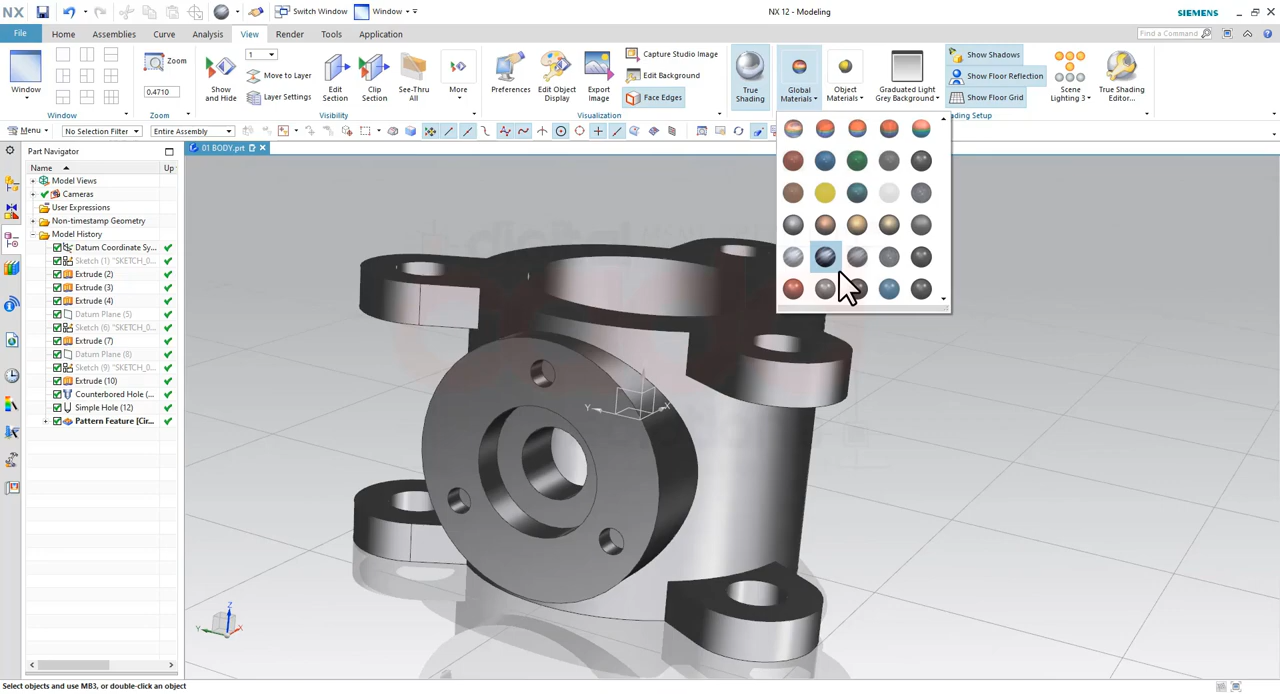 NX
Switch Window
Window
NX 12 - Modeling
SIEMENS
File
Home
Assemblies
Curve
Analysis
View
Render
Tools
Application
Find a Command
Window
Zoom
0.4710
Show and Hide
1
Move to Layer
Layer Settings
Edit Section
Clip Section
See-Thru All
More
Preferences
Edit Object Display
Export Image
Capture Studio Image
Edit Background
Face Edges
True Shading
Global Materials
Object Materials
Graduated Light Grey Background
Show Shadows
Show Floor Reflection
Show Floor Grid
Scene Lighting 3
True Shading Editor...
Window
Zoom
Visibility
Visualization
ding Setup
Menu
No Selection Filter
Entire Assembly
Part Navigator
01 BODY.prt
Name
Up
Model Views
Cameras
User Expressions
Non-timestamp Geometry
Model History
Datum Coordinate Sy
Sketch (1) "SKETCH_0
Extrude (2)
Extrude (3)
Extrude (4)
Datum Plane (5)
Sketch (6) "SKETCH_0
Extrude (7)
Datum Plane (8)
Sketch (9) "SKETCH_0
Extrude (10)
Counterbored Hole (...
Simple Hole (12)
Pattern Feature [Cir...
digital
Y
X
Z
Y
X
Select objects and use MB3, or double-click an object